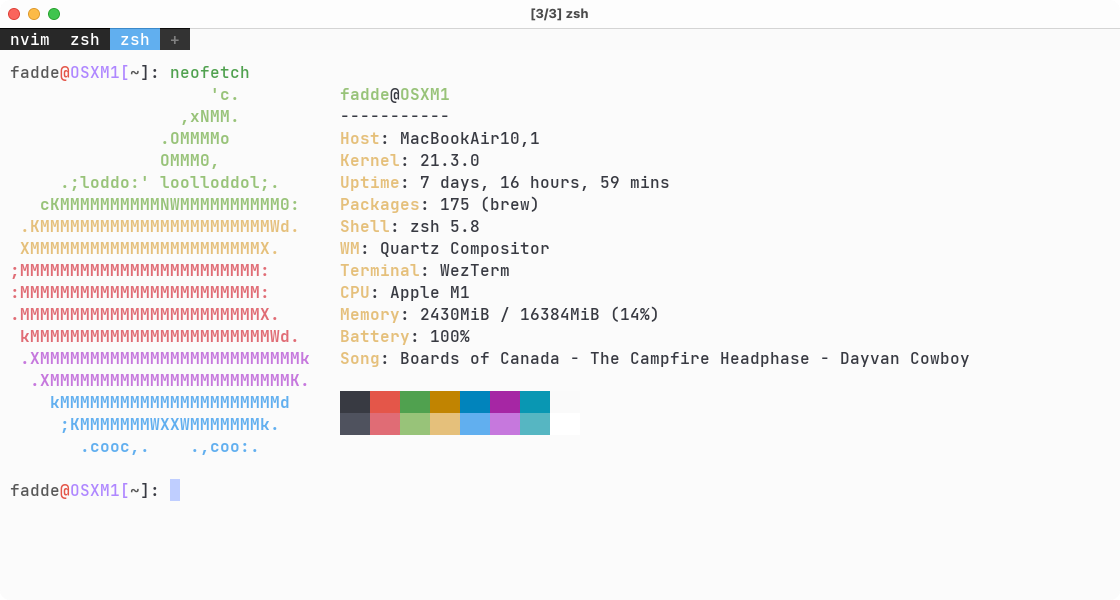 [3/3] zsh
nvim zsh zsh +
fadde@OSXM1[~]: neofetch
                    'c.          fadde@OSXM1
                 ,xNMM.          -----------
               .OMMMMo           Host: MacBookAir10,1
               OMMM0,            Kernel: 21.3.0
     .;loddo:' loolloddol;.      Uptime: 7 days, 16 hours, 59 mins
   cKMMMMMMMMMMNWMMMMMMMMMM0:    Packages: 175 (brew)
 .KMMMMMMMMMMMMMMMMMMMMMMMWd.    Shell: zsh 5.8
 XMMMMMMMMMMMMMMMMMMMMMMMX.      WM: Quartz Compositor
;MMMMMMMMMMMMMMMMMMMMMMMM:       Terminal: WezTerm
:MMMMMMMMMMMMMMMMMMMMMMMM:       CPU: Apple M1
.MMMMMMMMMMMMMMMMMMMMMMMMX.      Memory: 2430MiB / 16384MiB (14%)
 kMMMMMMMMMMMMMMMMMMMMMMMMWd.    Battery: 100%
 .XMMMMMMMMMMMMMMMMMMMMMMMMMMk   Song: Boards of Canada - The Campfire Headphase - Dayvan Cowboy
  .XMMMMMMMMMMMMMMMMMMMMMMMMK.
    kMMMMMMMMMMMMMMMMMMMMMMd
     ;KMMMMMMMWXXWMMMMMMMk.
       .cooc,.    .,coo:.
fadde@OSXM1[~]: